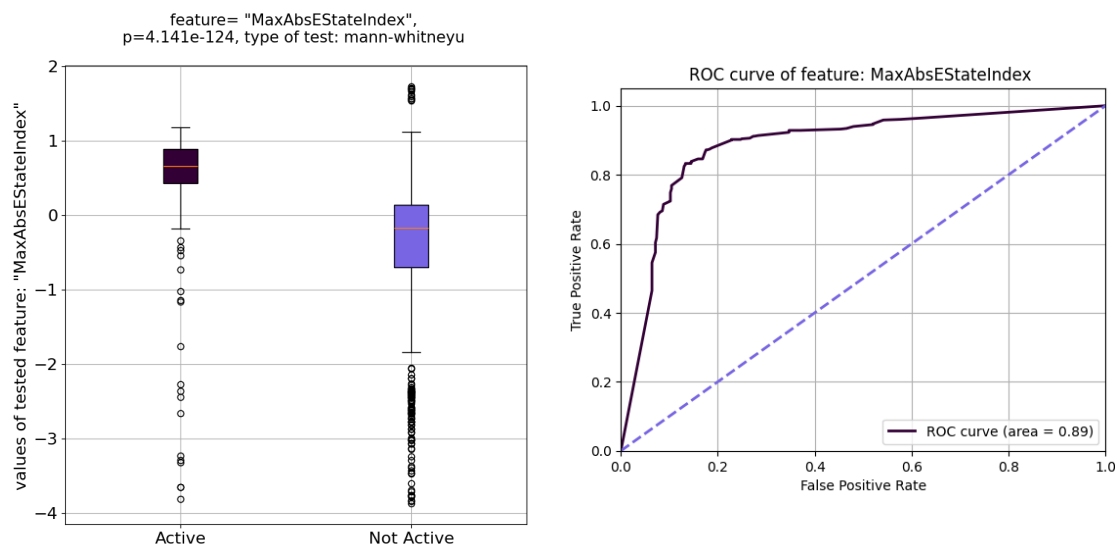 feature= "MaxAbsEStateIndex",
p=4.141e-124, type of test: mann-whitneyu
values of tested feature: "MaxAbsEStateIndex"
2
1
0
−1
−2
−3
−4
Active
Not Active
ROC curve of feature: MaxAbsEStateIndex
True Positive Rate
1.0
0.8
0.6
0.4
0.2
0.0
ROC curve (area = 0.89)
0.0
0.2
0.4
0.6
0.8
1.0
False Positive Rate